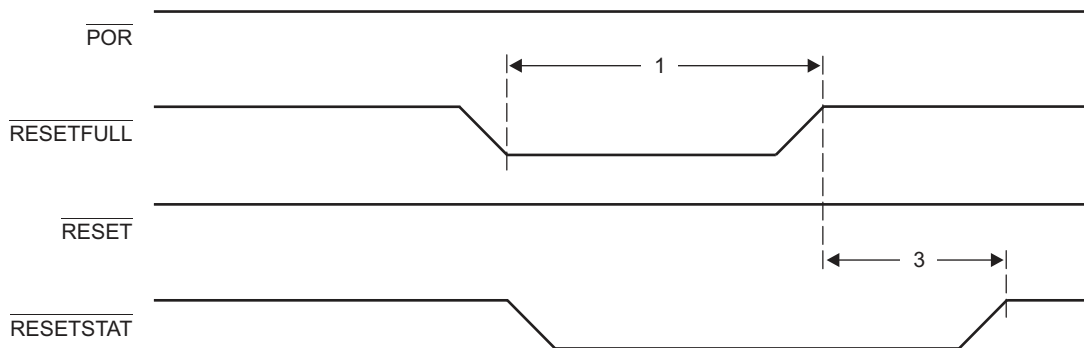 POR
1
RESETFULL
RESET
3
RESETSTAT